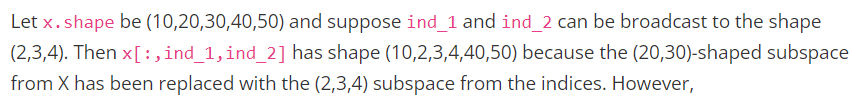 Let x.shape be (10,20,30,40,50) and suppose ind_1 and ind_2 can be broadcast to the shape
(2,3,4). Then x[:,ind_1,ind_2] has shape (10,2,3,4,40,50) because the (20,30)-shaped subspace
from X has been replaced with the (2,3,4) subspace from the indices. However,